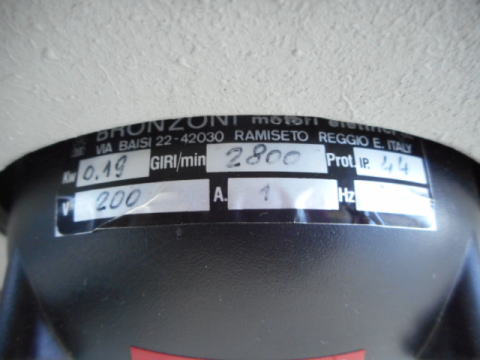 BRONZONI motori elettrici
VIA BAISI 22-42030 RAMISETO REGGIO E. ITALY
Kw 0.19 GIRI/min 2800 Prot. IP. 44
V 200 A. 1 Hz